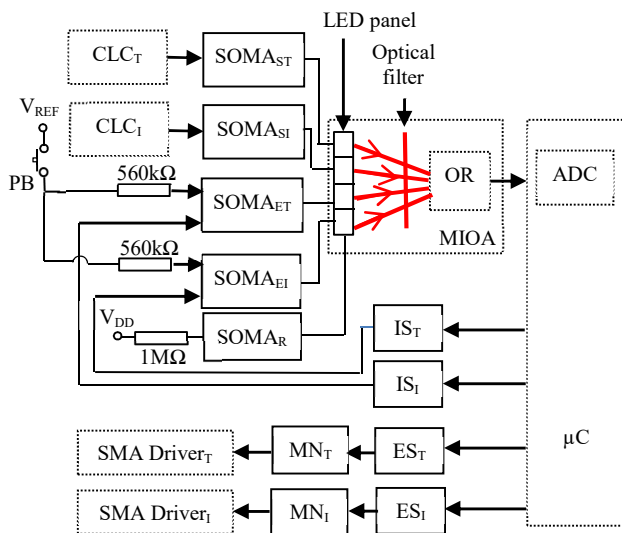 LED panel
Optical
filter
CLC_T
SOMA_ST
V_REF
CLC_I
SOMA_SI
560kΩ
PB
SOMA_ET
OR
ADC
MIOA
560kΩ
SOMA_EI
V_DD
SOMA_R
1MΩ
IS_T
IS_I
µC
SMA Driver_T
MN_T
ES_T
SMA Driver_I
MN_I
ES_I